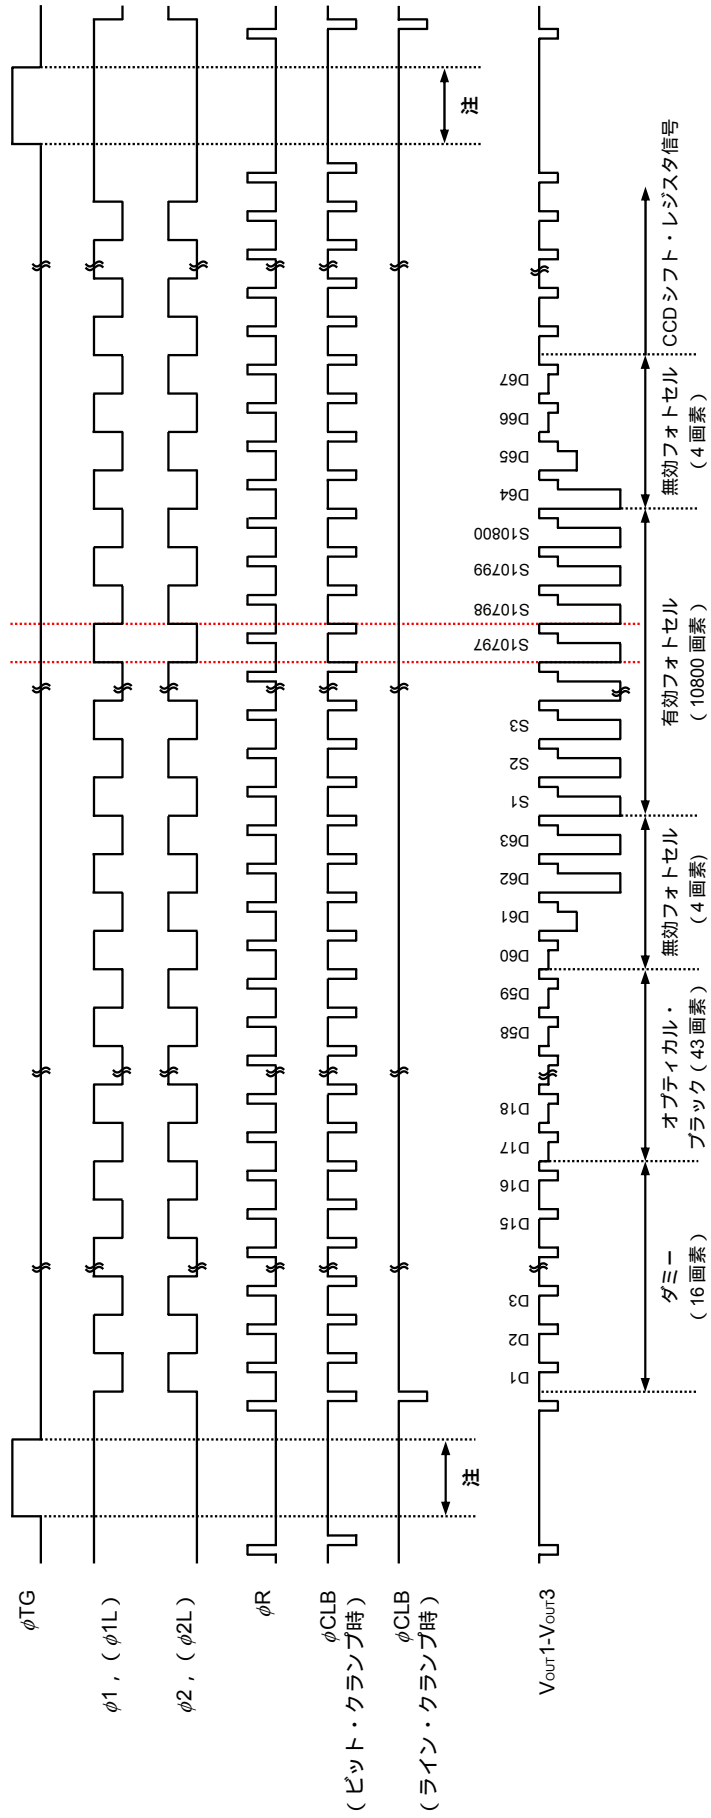 φTG
φ1 , ( φ1L )
φ2 , ( φ2L )
φR
φCLB
( ビット・クランプ時 )
φCLB
( ライン・クランプ時 )
VOUT1-VOUT3
注
注
D1
D2
D3
D15
D16
D17
D18
D58
D59
D60
D61
D62
D63
S1
S2
S3
S10797
S10798
S10799
S10800
D64
D65
D66
D67
ダミー
( 16 画素 )
オプティカル・
ブラック ( 43 画素 )
無効フォトセル
( 4 画素)
有効フォトセル
( 10800 画素 )
無効フォトセル
( 4 画素 )
CCD シフト・レジスタ信号